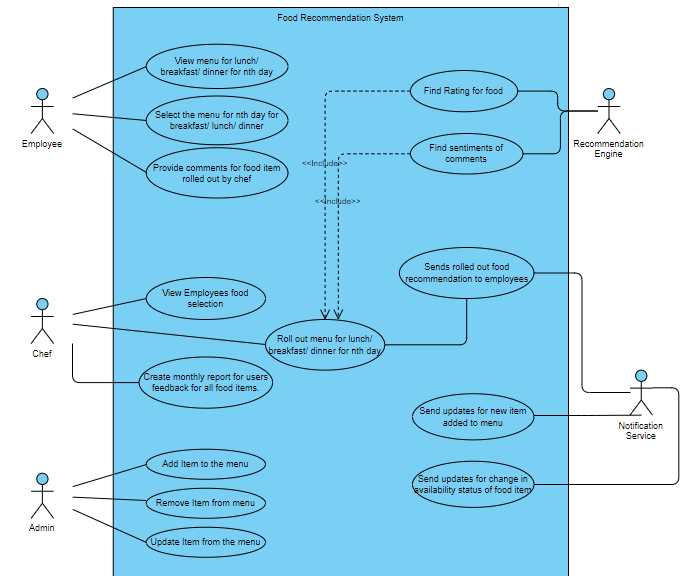 Food Recommendation System
View menu for lunch/
breakfast/ dinner for nth day
Select the menu for nth day for
breakfast/ lunch/ dinner
Provide comments for food item
rolled out by chef
Employee
Find Rating for food
Find sentiments of
comments
Recommendation
Engine
<<Include>>
<<Include>>
Sends rolled out food
recommendation to employees
View Employees food
selection
Roll out menu for lunch/
breakfast/ dinner for nth day
Chef
Create monthly report for users
feedback for all food items.
Send updates for new item
added to menu
Notification
Service
Send updates for change in
availability status of food item
Add Item to the menu
Remove Item from menu
Update Item from the menu
Admin